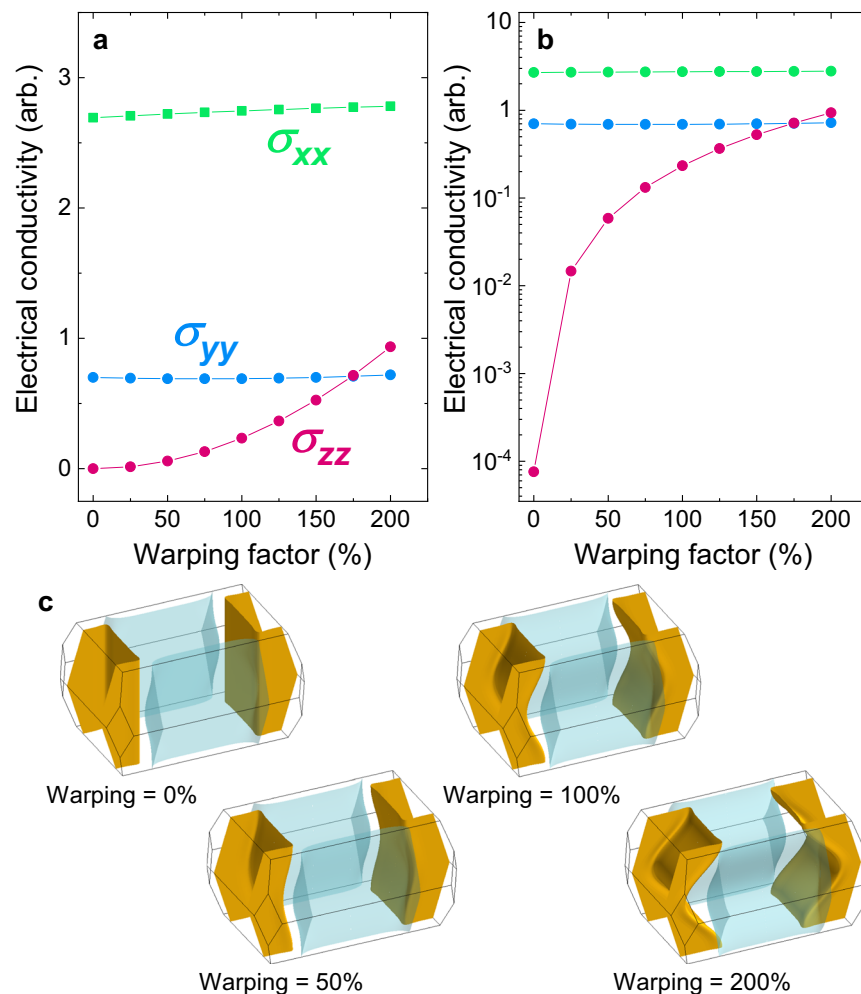 a
Electrical conductivity (arb.)
3
2
1
0
σxx
σyy
σzz
0 50 100 150 200
Warping factor (%)
b
Electrical conductivity (arb.)
10^1
1
10^-1
10^-2
10^-3
10^-4
0 50 100 150 200
Warping factor (%)
c
Warping = 0%
Warping = 100%
Warping = 50%
Warping = 200%